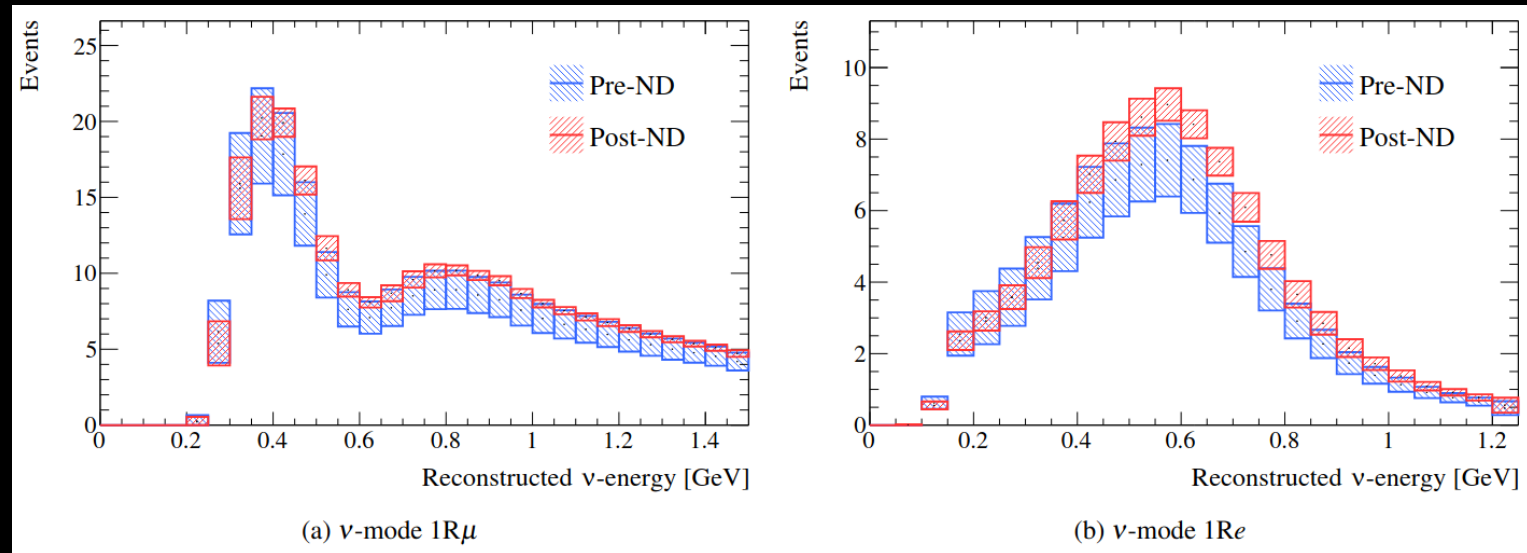 Events
25
20
15
10
5
0
0 0.2 0.4 0.6 0.8 1 1.2 1.4
Reconstructed ν-energy [GeV]
Pre-ND
Post-ND
(a) ν-mode 1Rμ
Events
10
8
6
4
2
0
0 0.2 0.4 0.6 0.8 1 1.2
Reconstructed ν-energy [GeV]
Pre-ND
Post-ND
(b) ν-mode 1Re